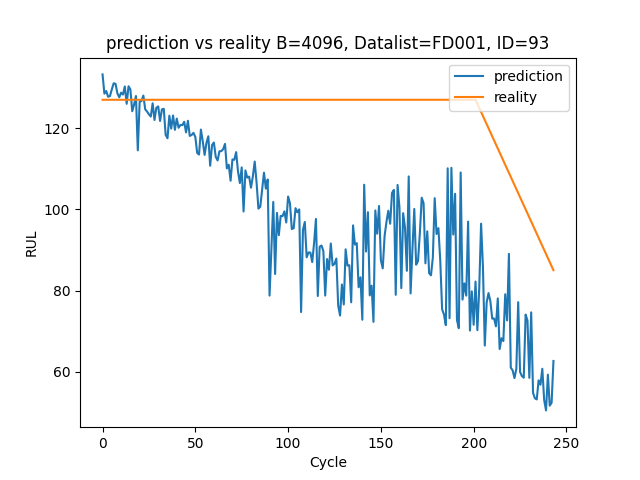 prediction vs reality B=4096, Datalist=FD001, ID=93
prediction
reality
120
100
80
60
RUL
0 50 100 150 200 250
Cycle